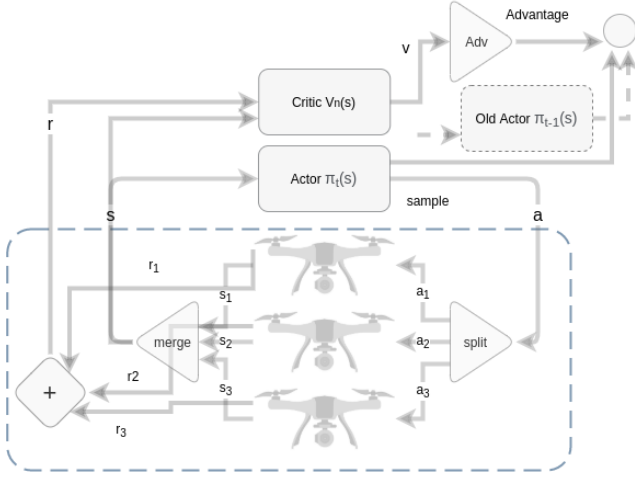 Advantage
v
Adv
Critic Vₙ(s)
r
Old Actor πₜ₋₁(s)
Actor πₜ(s)
sample
s
a
r₁
s₁
a₁
merge
s₂
a₂
split
r2
s₃
a₃
+
r₃